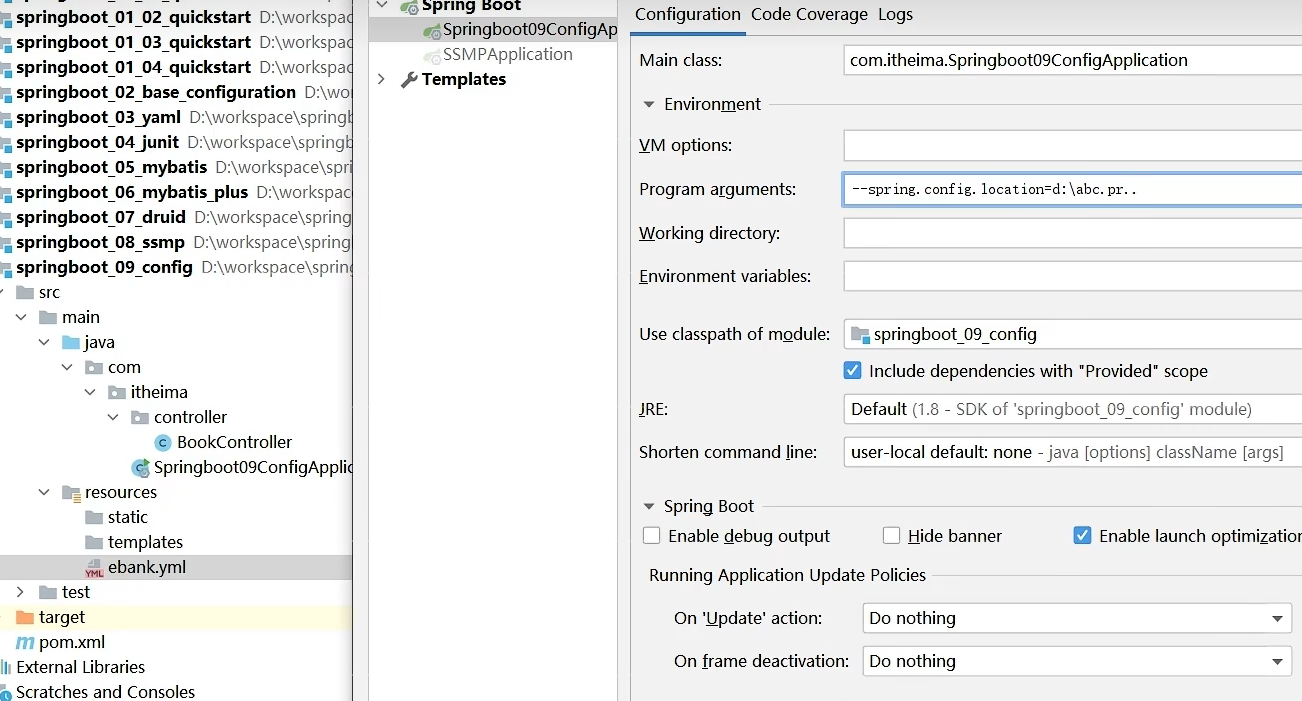 springboot_01_02_quickstart D:\workspac
springboot_01_03_quickstart D:\workspac
springboot_01_04_quickstart D:\workspac
springboot_02_base_configuration D:\wor
springboot_03_yaml D:\workspace\springb
springboot_04_junit D:\workspace\springb
springboot_05_mybatis D:\workspace\spri
springboot_06_mybatis_plus D:\workspac
springboot_07_druid D:\workspace\spring
springboot_08_ssmp D:\workspace\spring
springboot_09_config D:\workspace\spring
src
main
java
com
itheima
controller
BookController
Springboot09ConfigApplic
resources
static
templates
YML ebank.yml
test
target
m pom.xml
External Libraries
Scratches and Consoles
Spring Boot
Springboot09ConfigAp
SSMPApplication
Templates
Configuration Code Coverage Logs
Main class: com.itheima.Springboot09ConfigApplication
Environment
VM options:
Program arguments: --spring.config.location=d:\abc.pr..
Working directory:
Environment variables:
Use classpath of module: springboot_09_config
Include dependencies with "Provided" scope
JRE: Default (1.8 - SDK of 'springboot_09_config' module)
Shorten command line: user-local default: none - java [options] className [args]
Spring Boot
Enable debug output Hide banner Enable launch optimization
Running Application Update Policies
On 'Update' action: Do nothing
On frame deactivation: Do nothing